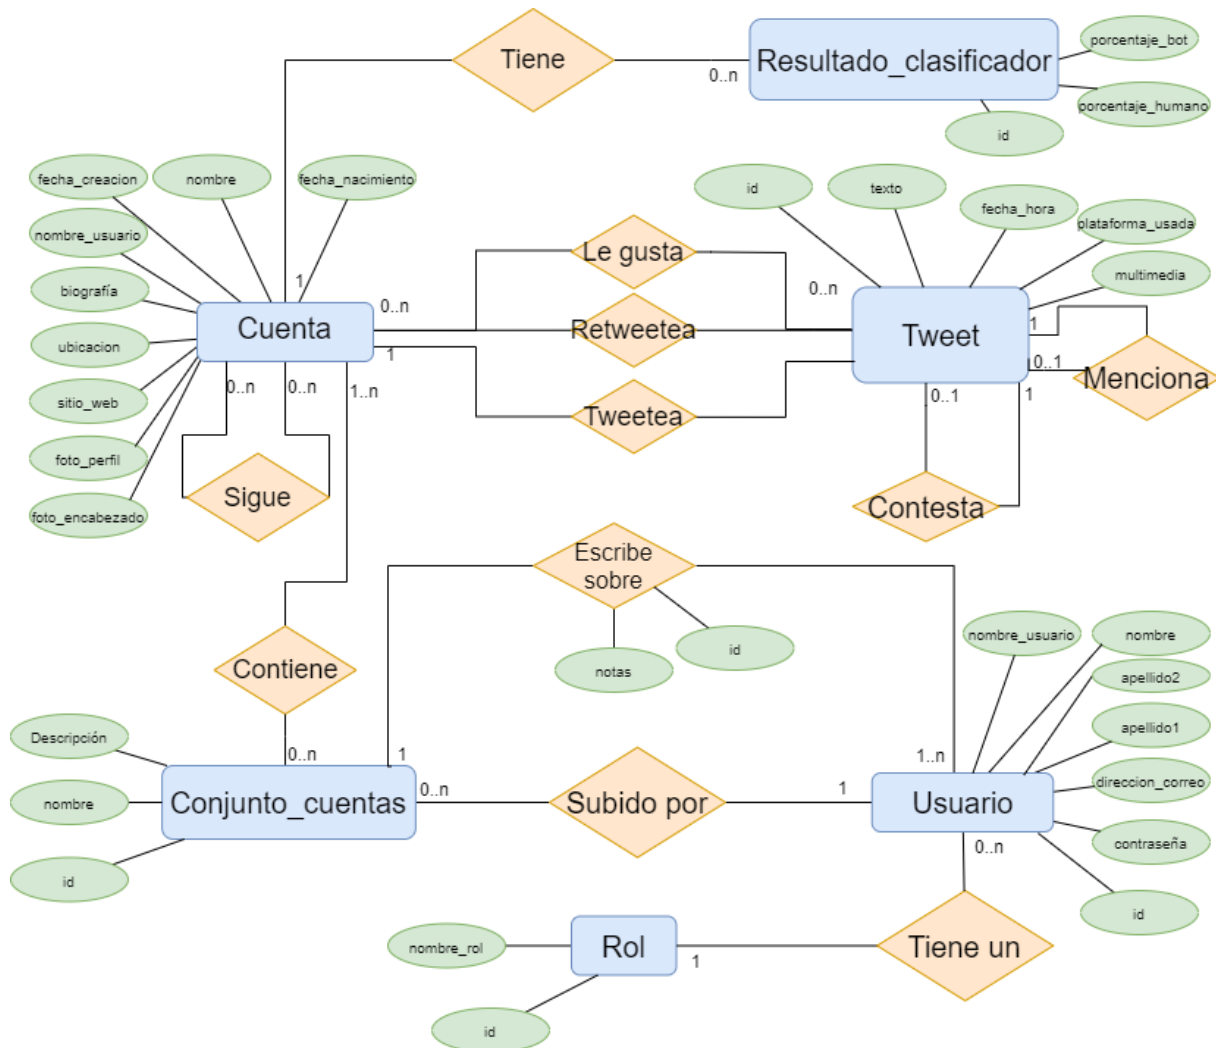 Tiene
Resultado_clasificador
porcentaje_bot
porcentaje_humano
id
1
0..n
fecha_creacion
nombre
fecha_nacimiento
nombre_usuario
biografía
ubicacion
sitio_web
foto_perfil
foto_encabezado
Cuenta
1
0..n
1
0..n
0..n
1..n
Sigue
Le gusta
Retweetea
Tweetea
id
texto
fecha_hora
plataforma_usada
multimedia
0..n
Tweet
1
0..1
Menciona
0..1
1
Contesta
Escribe
sobre
notas
id
Contiene
0..n
1
Descripción
nombre
id
Conjunto_cuentas
0..n
Subido por
1
1..n
Usuario
nombre_usuario
nombre
apellido2
apellido1
direccion_correo
contraseña
id
0..n
Tiene un
1
Rol
nombre_rol
id